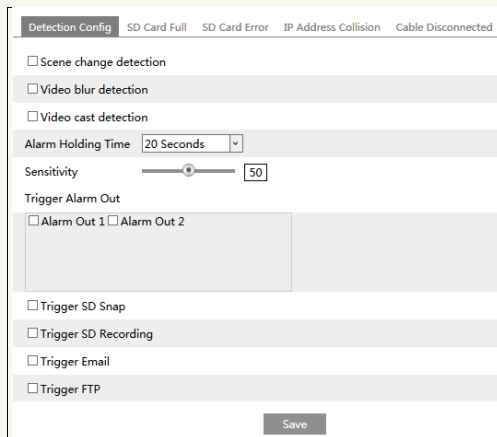 Detection Config SD Card Full SD Card Error IP Address Collision Cable Disconnected
Scene change detection
Video blur detection
Video cast detection
Alarm Holding Time 20 Seconds
Sensitivity 50
Trigger Alarm Out
Alarm Out 1 Alarm Out 2
Trigger SD Snap
Trigger SD Recording
Trigger Email
Trigger FTP
Save